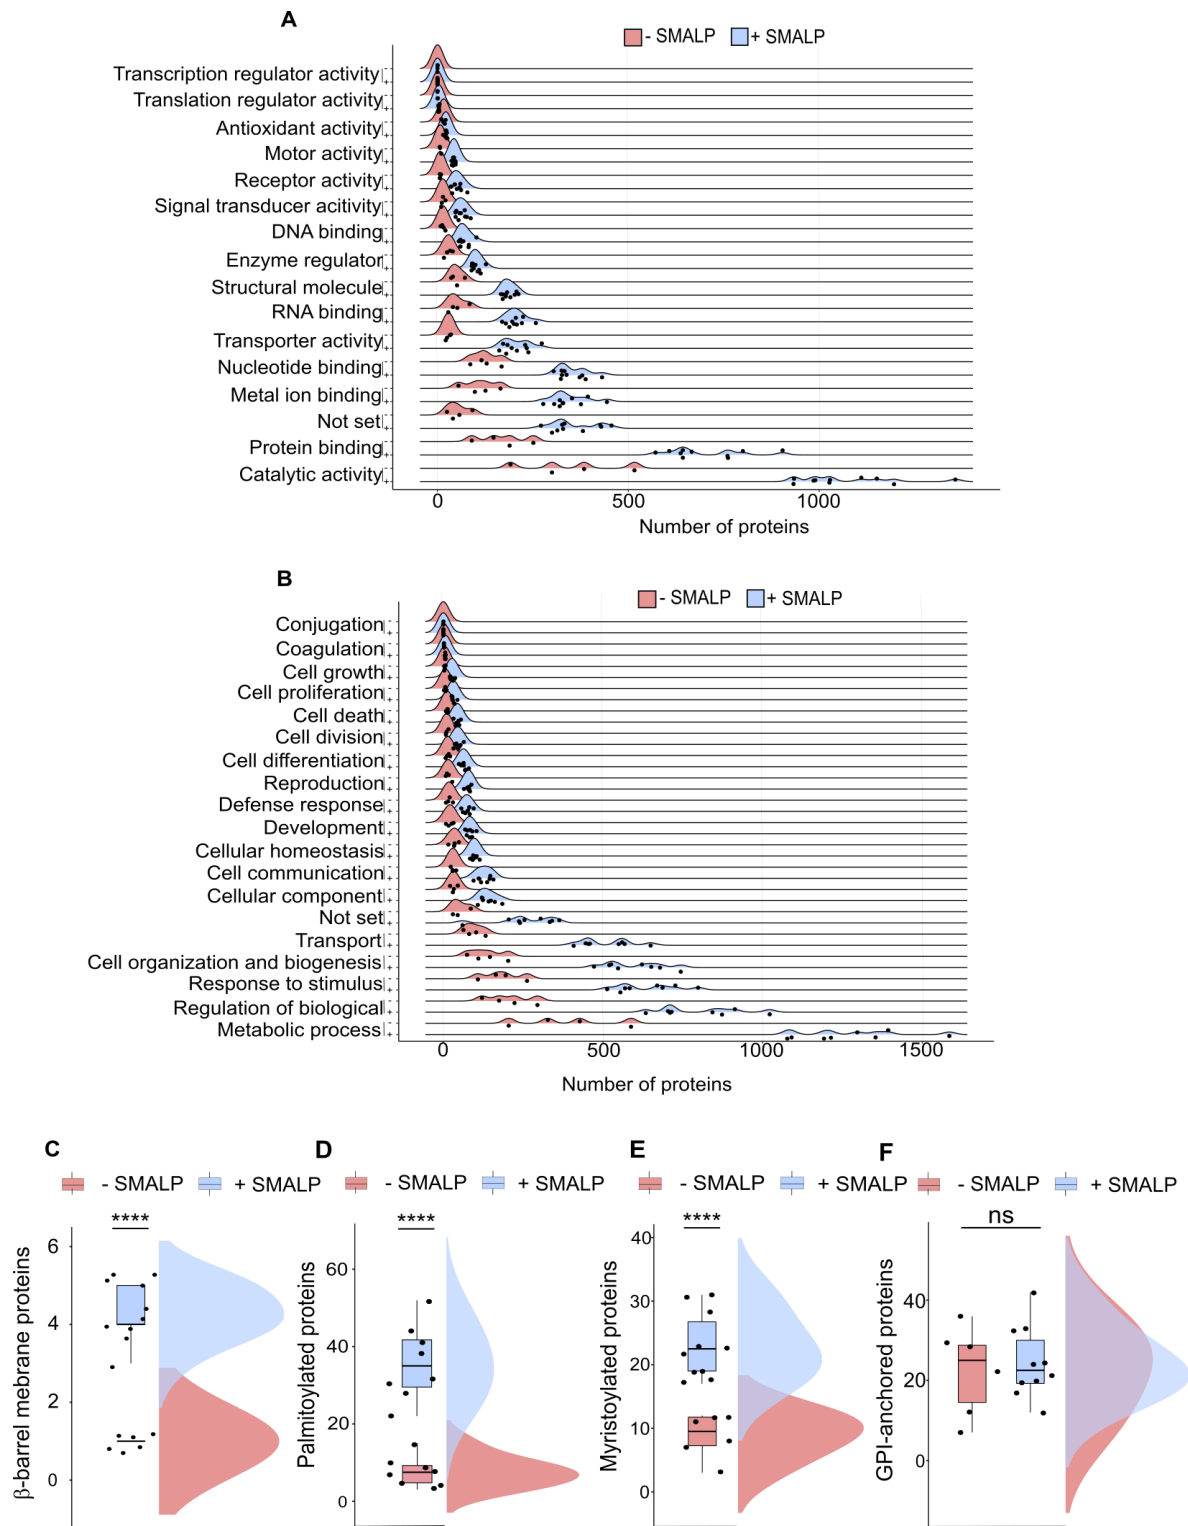 A
- SMALP + SMALP
Transcription regulator activity
Translation regulator activity
Antioxidant activity
Motor activity
Receptor activity
Signal transducer acitivity
DNA binding
Enzyme regulator
Structural molecule
RNA binding
Transporter activity
Nucleotide binding
Metal ion binding
Not set
Protein binding
Catalytic activity
0 500 1000
Number of proteins
B
- SMALP + SMALP
Conjugation
Coagulation
Cell growth
Cell proliferation
Cell death
Cell division
Cell differentiation
Reproduction
Defense response
Development
Cellular homeostasis
Cell communication
Cellular component
Not set
Transport
Cell organization and biogenesis
Response to stimulus
Regulation of biological
Metabolic process
0 500 1000 1500
Number of proteins
C
- SMALP + SMALP
****
6
4
2
0
β-barrel mebrane proteins
D
- SMALP + SMALP
****
60
40
20
0
Palmitoylated proteins
E
- SMALP + SMALP
****
40
30
20
10
0
Myristoylated proteins
F
- SMALP + SMALP
ns
40
20
0
GPI-anchored proteins